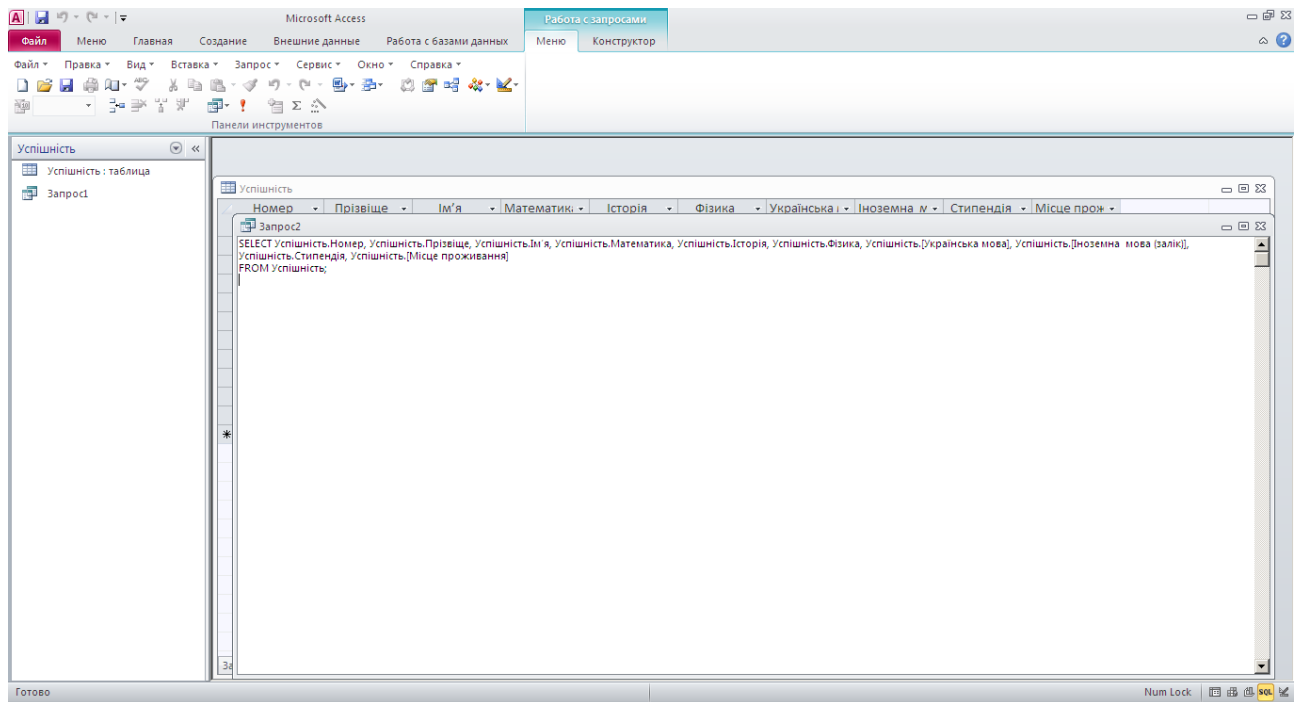 Microsoft Access
Работа с запросами
Файл Меню Главная Создание Внешние данные Работа с базами данных Меню Конструктор
Файл Правка Вид Вставка Запрос Сервис Окно Справка
Панели инструментов
Успішність
Успішність : таблица
Запрос1
Успішність
Номер Прізвище Ім'я Математика Історія Фізика Українська Іноземна м Стипендія Місце прож
Запрос2
SELECT Успішність.Номер, Успішність.Прізвіще, Успішність.Ім'я, Успішність.Математика, Успішність.Історія, Успішність.Фізика, Успішність.[Українська мова], Успішність.[Іноземна  мова (залік)],
Успішність.Стипендія, Успішність.[Місце проживання]
FROM Успішність;
За
Готово
Num Lock
SQL